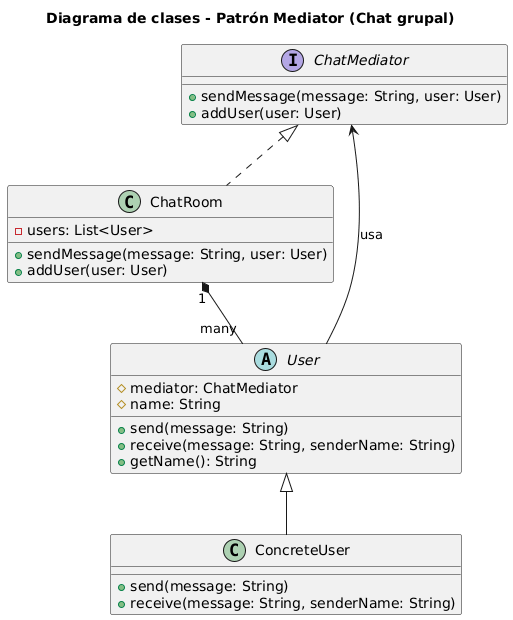 Diagrama de clases - Patrón Mediator (Chat grupal)
I ChatMediator
sendMessage(message: String, user: User)
addUser(user: User)
C ChatRoom
users: List<User>
sendMessage(message: String, user: User)
addUser(user: User)
usa
1
many
A User
mediator: ChatMediator
name: String
send(message: String)
receive(message: String, senderName: String)
getName(): String
C ConcreteUser
send(message: String)
receive(message: String, senderName: String)